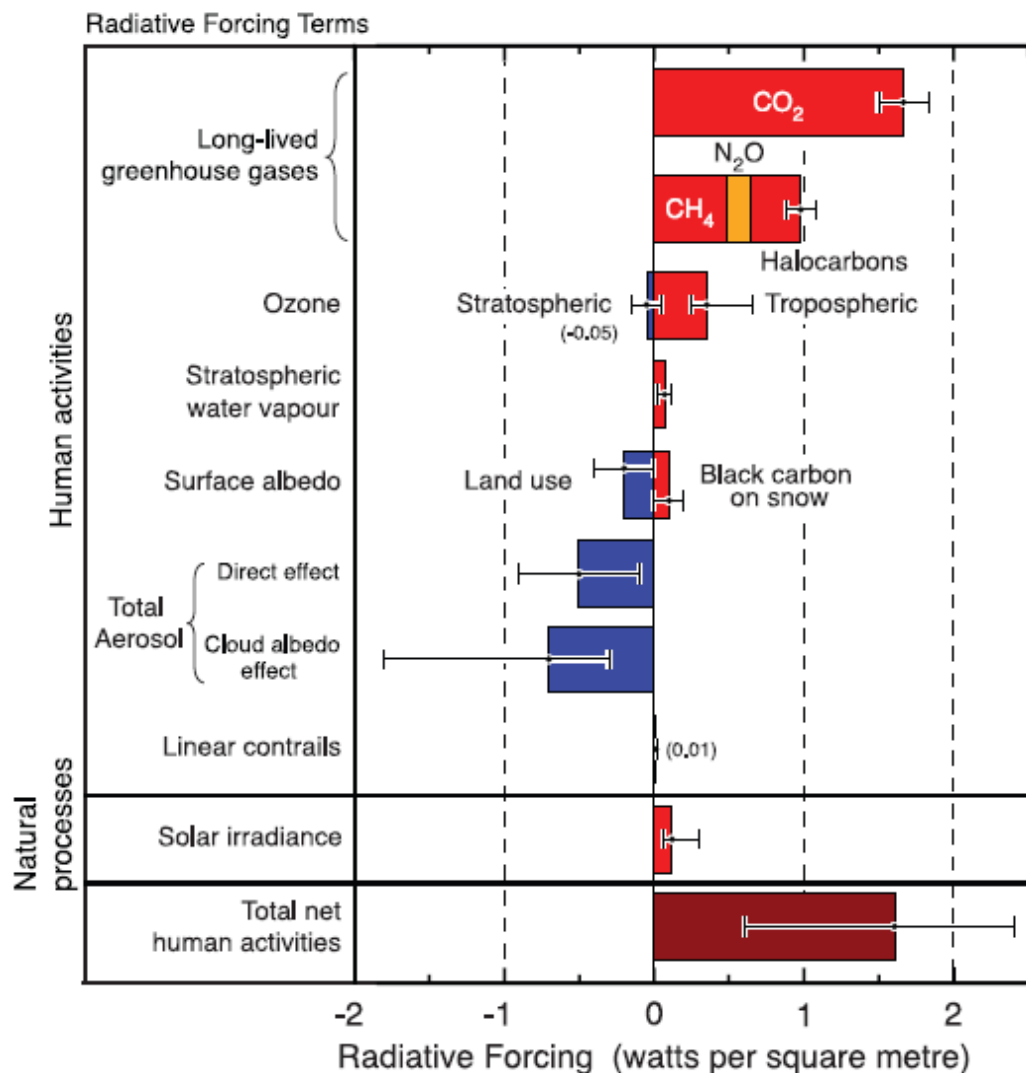 Radiative Forcing Terms
CO2
Long-lived
greenhouse gases
N2O
CH4
Halocarbons
Ozone
Stratospheric
(-0.05)
Tropospheric
Stratospheric
water vapour
Human activities
Surface albedo
Land use
Black carbon
on snow
Total
Aerosol
Direct effect
Cloud albedo
effect
Linear contrails
(0.01)
Natural
processes
Solar irradiance
Total net
human activities
-2 -1 0 1 2
Radiative Forcing (watts per square metre)